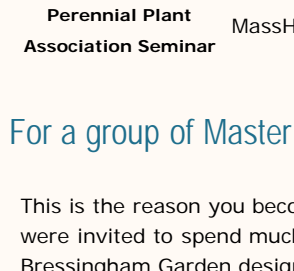 Perennial Plant
Association Seminar
MassH
For a group of Master
This is the reason you beco
were invited to spend much
Bressingham Garden design